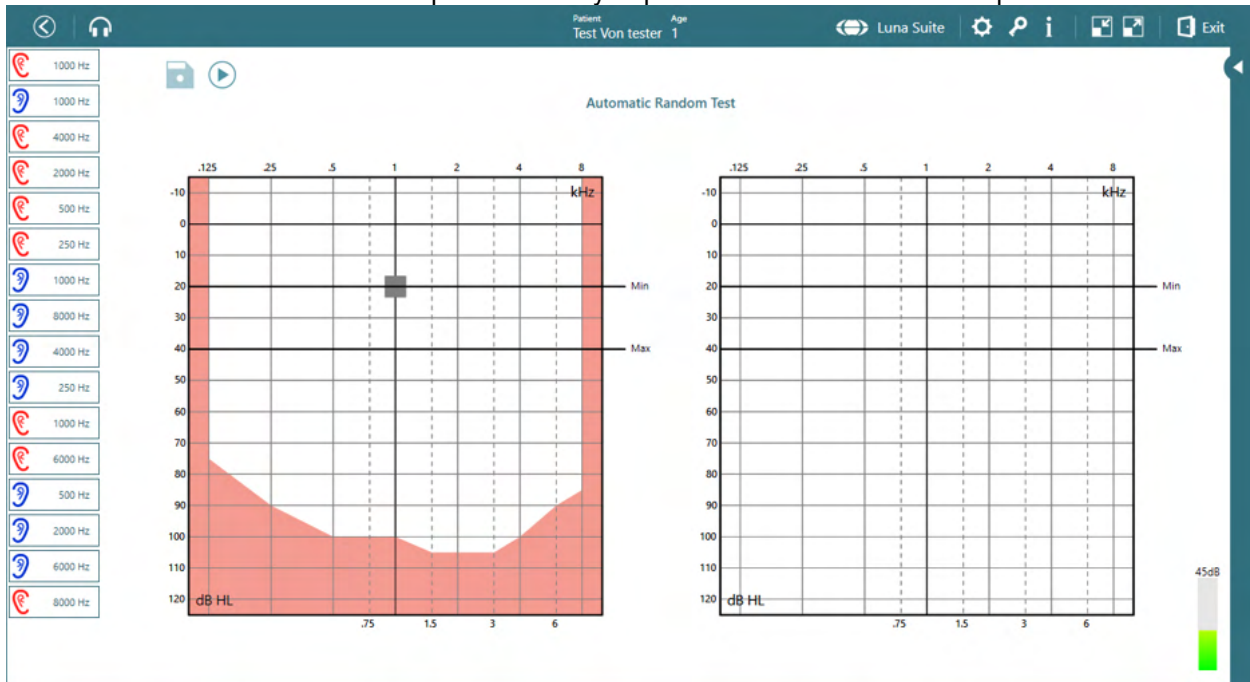 Patient Age
Test Von tester 1
Luna Suite
Exit
1000 Hz
1000 Hz
4000 Hz
2000 Hz
500 Hz
250 Hz
1000 Hz
8000 Hz
4000 Hz
250 Hz
1000 Hz
6000 Hz
500 Hz
2000 Hz
6000 Hz
8000 Hz
Automatic Random Test
.125 .25 .5 1 2 4 8
kHz
-10
0
10
20 Min
30
40 Max
50
60
70
80
90
100
110
120 dB HL
.75 1.5 3 6
.125 .25 .5 1 2 4 8
kHz
-10
0
10
20 Min
30
40 Max
50
60
70
80
90
100
110
120 dB HL
.75 1.5 3 6
45dB